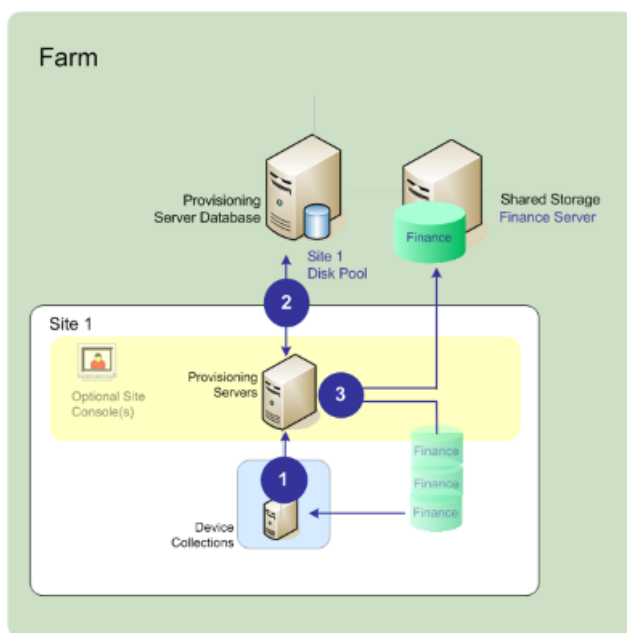 Farm
Provisioning
Server Database
Shared Storage
Finance Server
Finance
Site 1
Disk Pool
2
Site 1
Optional Site
Console(s)
Provisioning
Servers
3
Finance
Finance
Finance
1
Device
Collections